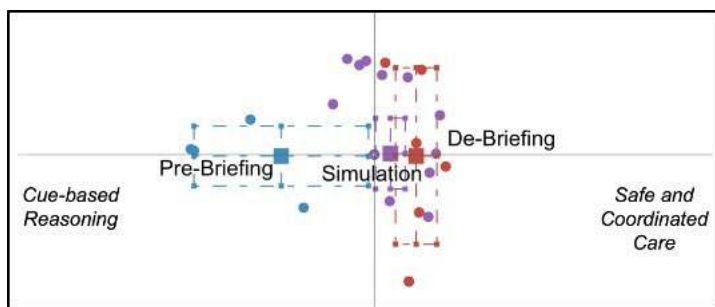 De-Briefing
Pre-Briefing
Simulation
Cue-based
Reasoning
Safe and
Coordinated
Care